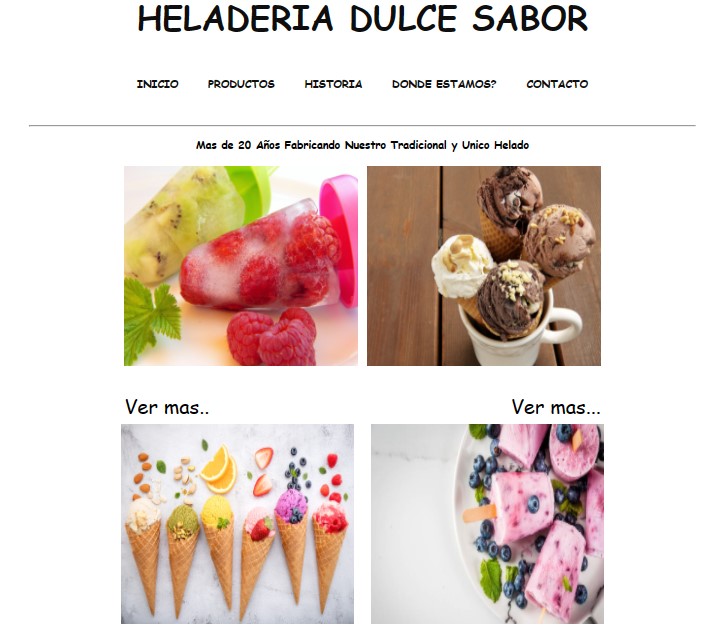 HELADERIA DULCE SABOR
INICIO PRODUCTOS HISTORIA DONDE ESTAMOS? CONTACTO
Mas de 20 Años Fabricando Nuestro Tradicional y Unico Helado
Ver mas.. Ver mas...